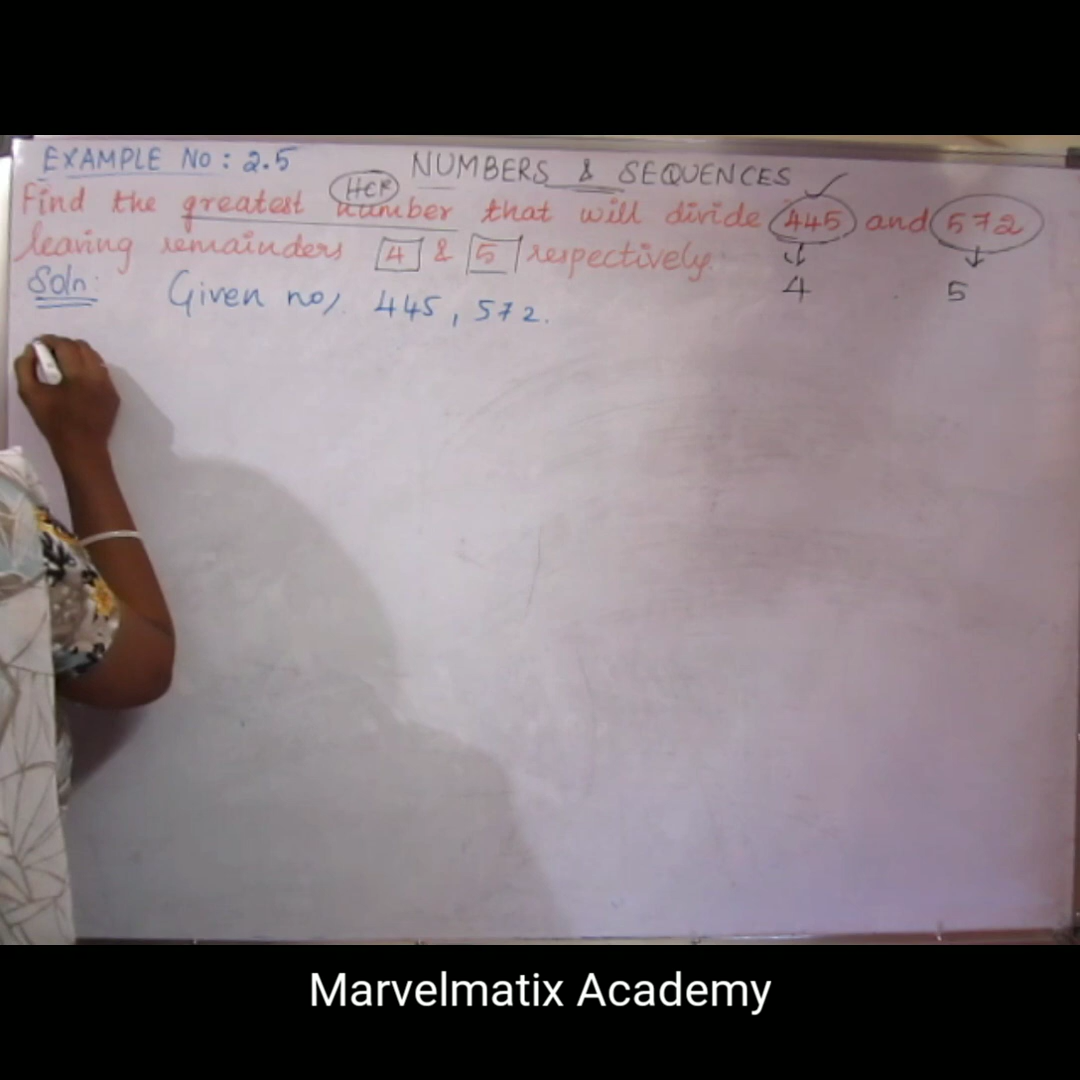 EXAMPLE NO : 2.5
NUMBERS & SEQUENCES ✓
HCF
Find the greatest number that will divide 445 and 572
leaving remainders 4 & 5 respectively.
↓ ↓
4 5
Soln:
Given no/. 445 , 572.
Marvelmatix Academy